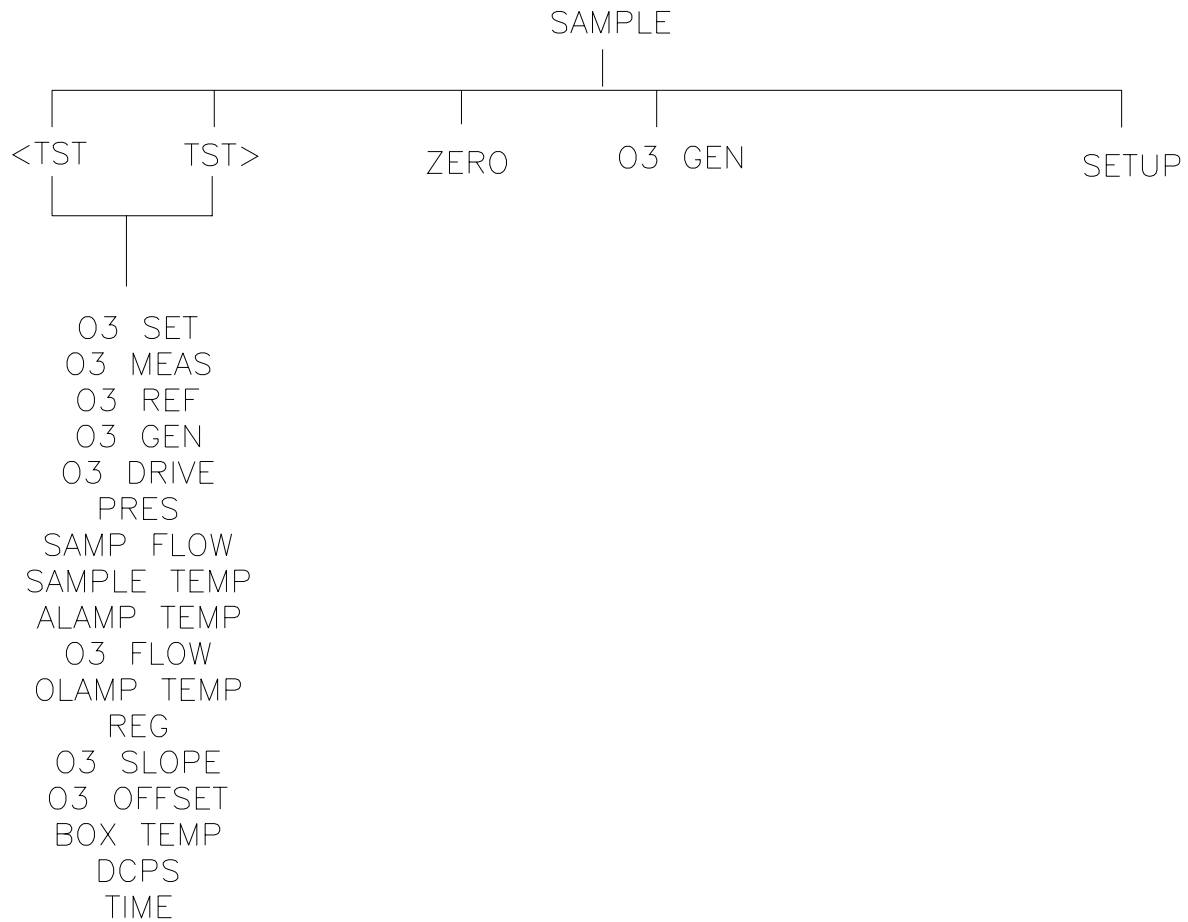 SAMPLE
<TST TST> ZERO O3 GEN SETUP
O3 SET
O3 MEAS
O3 REF
O3 GEN
O3 DRIVE
PRES
SAMP FLOW
SAMPLE TEMP
ALAMP TEMP
O3 FLOW
OLAMP TEMP
REG
O3 SLOPE
O3 OFFSET
BOX TEMP
DCPS
TIME